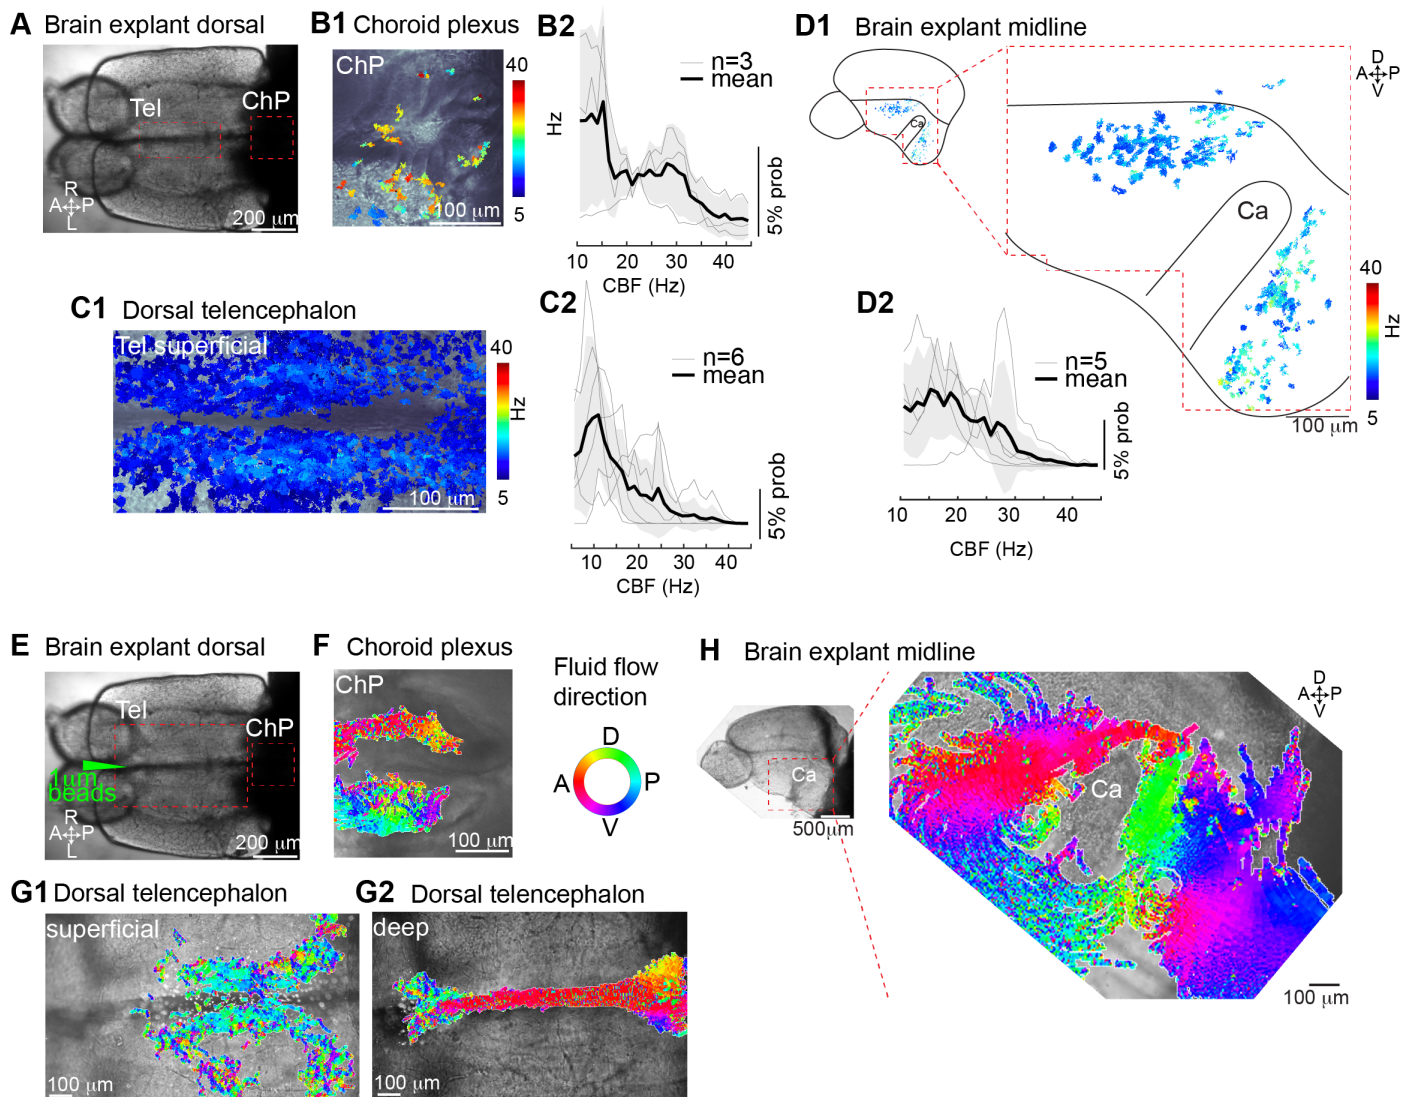 A Brain explant dorsal
Tel
ChP
R
A P
L
200 μm
B1 Choroid plexus
ChP
100 μm
40
5
Hz
B2
n=3
mean
5% prob
10 20 30 40
CBF (Hz)
C1 Dorsal telencephalon
Tel superficial
100 μm
40
Hz
5
C2
n=6
mean
5% prob
10 20 30 40
CBF (Hz)
D1 Brain explant midline
Ca
D
A P
V
Ca
40
Hz
5
100 μm
D2
n=5
mean
5% prob
10 20 30 40
CBF (Hz)
E Brain explant dorsal
Tel
ChP
1μm
beads
R
A P
L
200 μm
F Choroid plexus
ChP
100 μm
Fluid flow
direction
D
A P
V
G1 Dorsal telencephalon
superficial
100 μm
G2 Dorsal telencephalon
deep
100 μm
H Brain explant midline
Ca
500μm
D
A P
V
Ca
100 μm